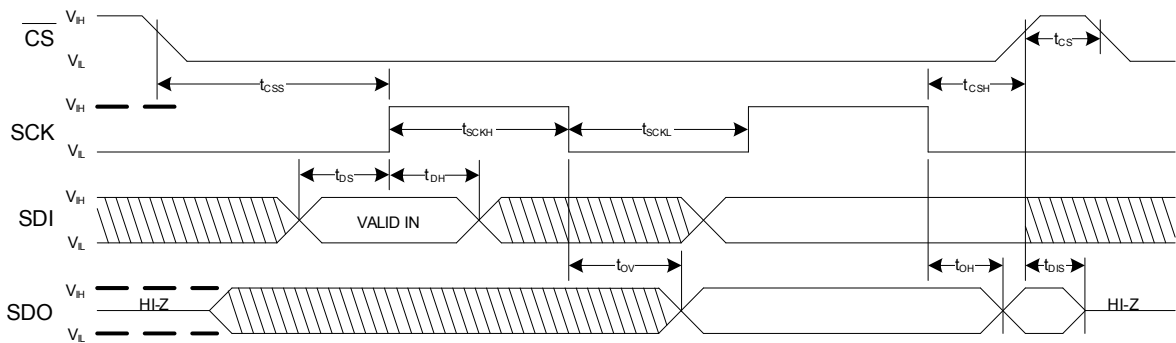 V_IH
CS
V_IL
t_CS
t_CSS
t_CSH
V_IH
SCK
V_IL
t_SCKH
t_SCKL
t_DS
t_DH
V_IH
SDI
V_IL
VALID IN
t_OV
t_OH
t_DIS
V_IH
SDO
HI-Z
HI-Z
V_IL